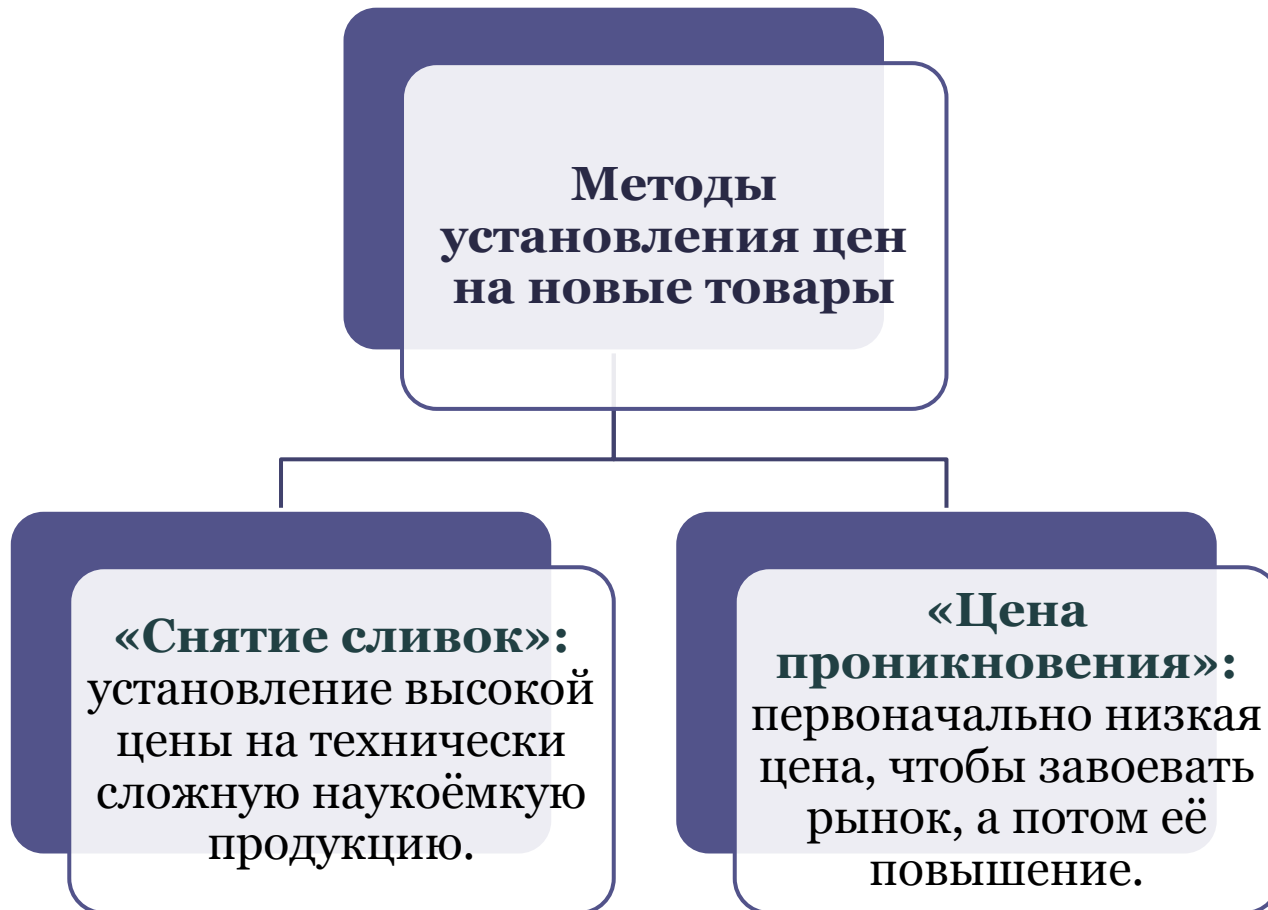 Методы
установления цен
на новые товары
«Снятие сливок»:
установление высокой
цены на технически
сложную наукоёмкую
продукцию.
«Цена
проникновения»:
первоначально низкая
цена, чтобы завоевать
рынок, а потом её
повышение.